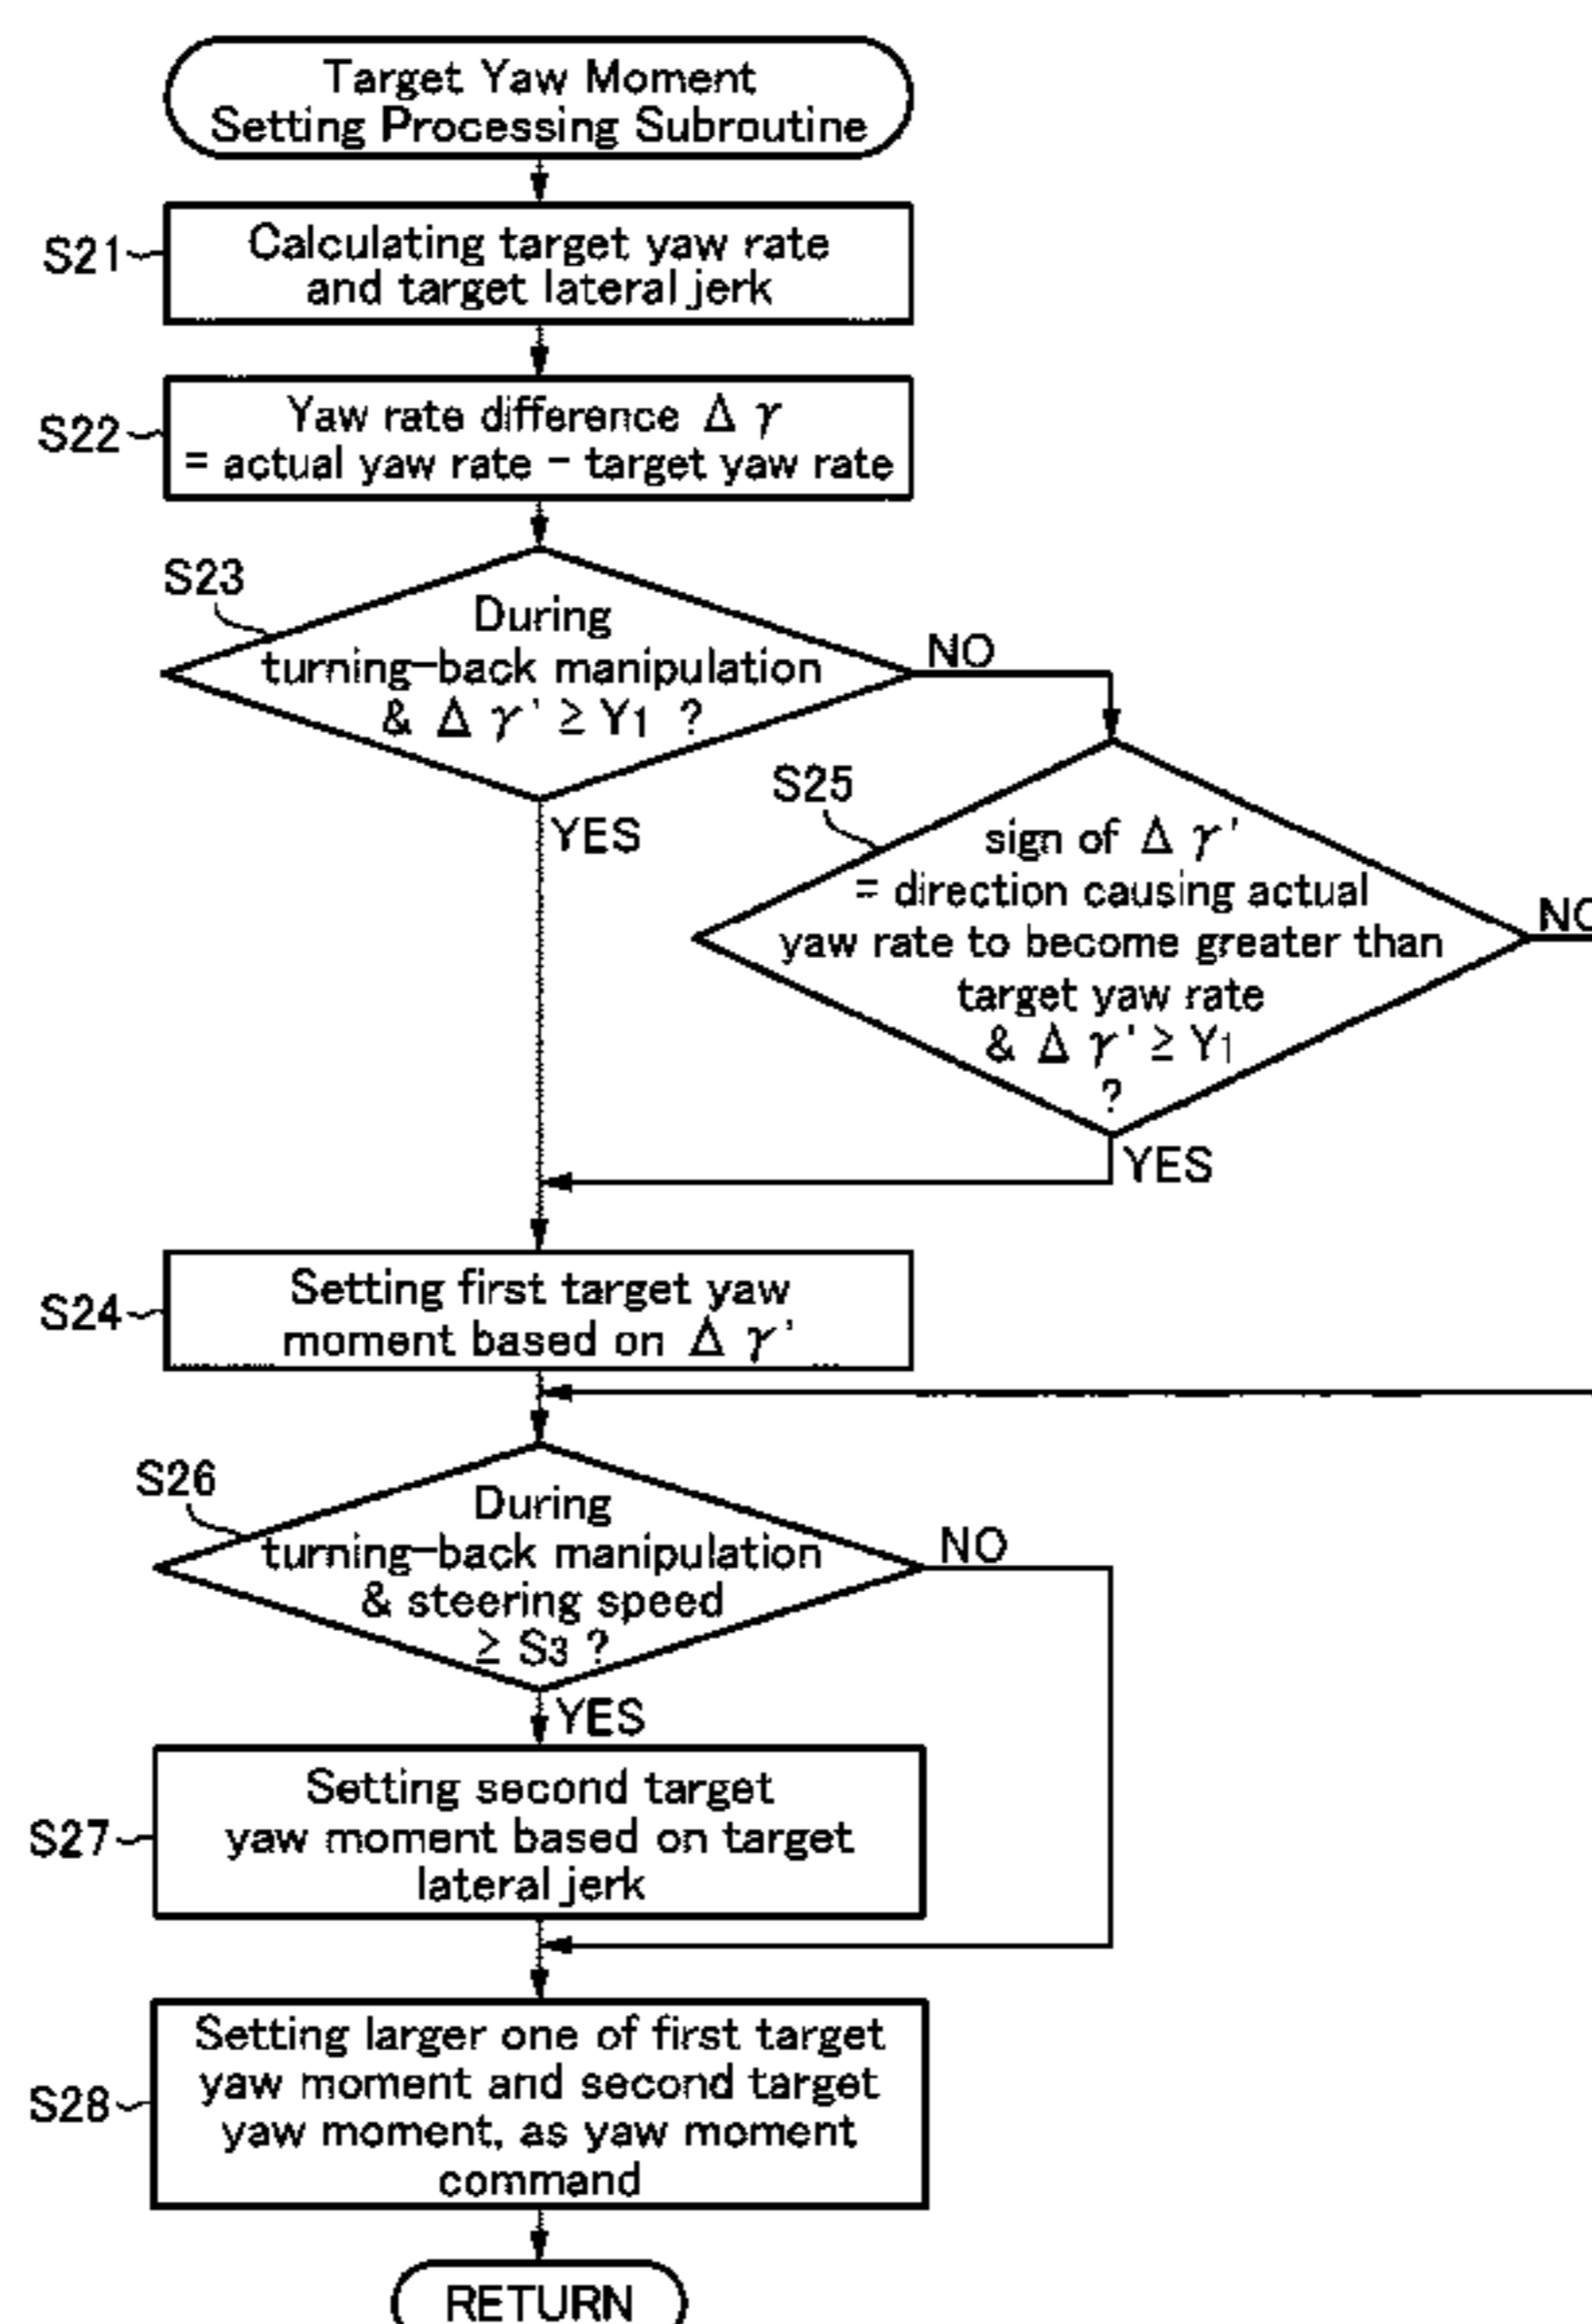 Target Yaw Moment
Setting Processing Subroutine
S21
Calculating target yaw rate
and target lateral jerk
S22
Yaw rate difference Δ γ
= actual yaw rate - target yaw rate
S23
During
turning-back manipulation
& Δ γ' ≥ Y1 ?
NO
YES
S25
sign of Δ γ'
= direction causing actual
yaw rate to become greater than
target yaw rate
& Δ γ' ≥ Y1
?
NO
YES
S24
Setting first target yaw
moment based on Δ γ'
S26
During
turning-back manipulation
& steering speed
≥ S3 ?
NO
YES
S27
Setting second target
yaw moment based on target
lateral jerk
S28
Setting larger one of first target
yaw moment and second target
yaw moment, as yaw moment
command
RETURN